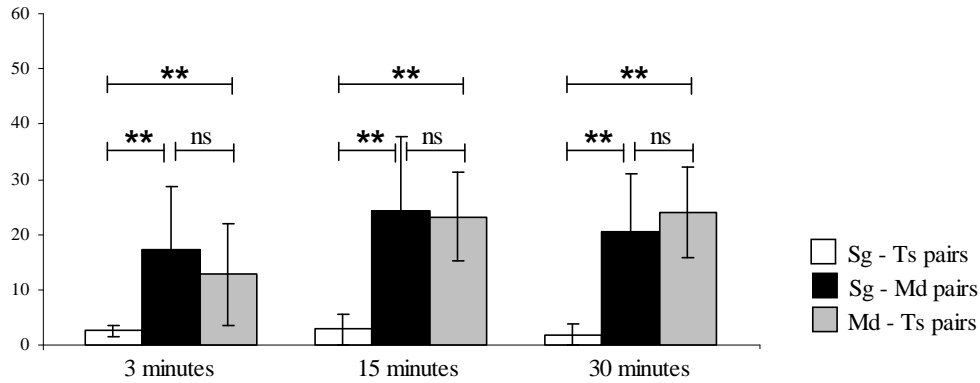 60
50
** ** **
40
** ns ** ns ** ns
30
20
10
0
3 minutes 15 minutes 30 minutes
Sg - Ts pairs
Sg - Md pairs
Md - Ts pairs